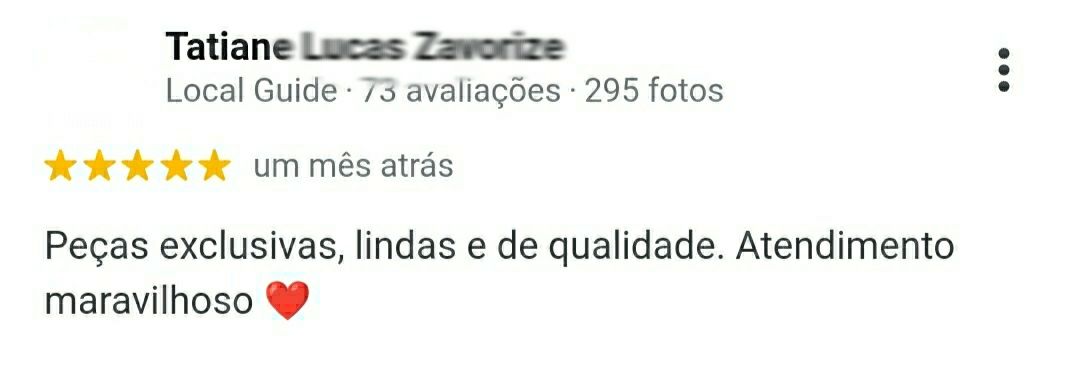 Tatiane
Local Guide · 73 avaliações · 295 fotos
um mês atrás
Peças exclusivas, lindas e de qualidade. Atendimento
maravilhoso ❤️